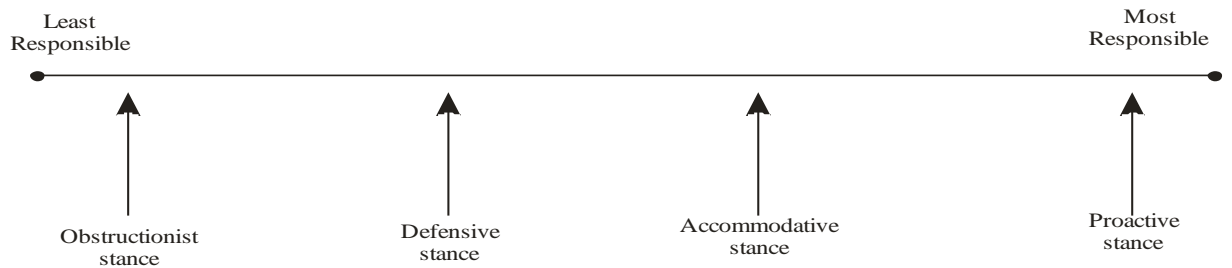 Least
Responsible
Most
Responsible
Obstructionist
stance
Defensive
stance
Accommodative
stance
Proactive
stance